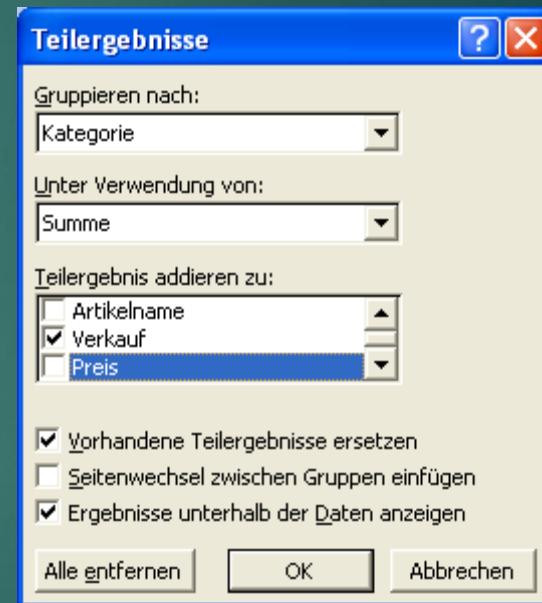 Teilergebnisse
Gruppieren nach:
Kategorie
Unter Verwendung von:
Summe
Teilergebnis addieren zu:
Artikelname
Verkauf
Preis
Vorhandene Teilergebnisse ersetzen
Seitenwechsel zwischen Gruppen einfügen
Ergebnisse unterhalb der Daten anzeigen
Alle entfernen OK Abbrechen